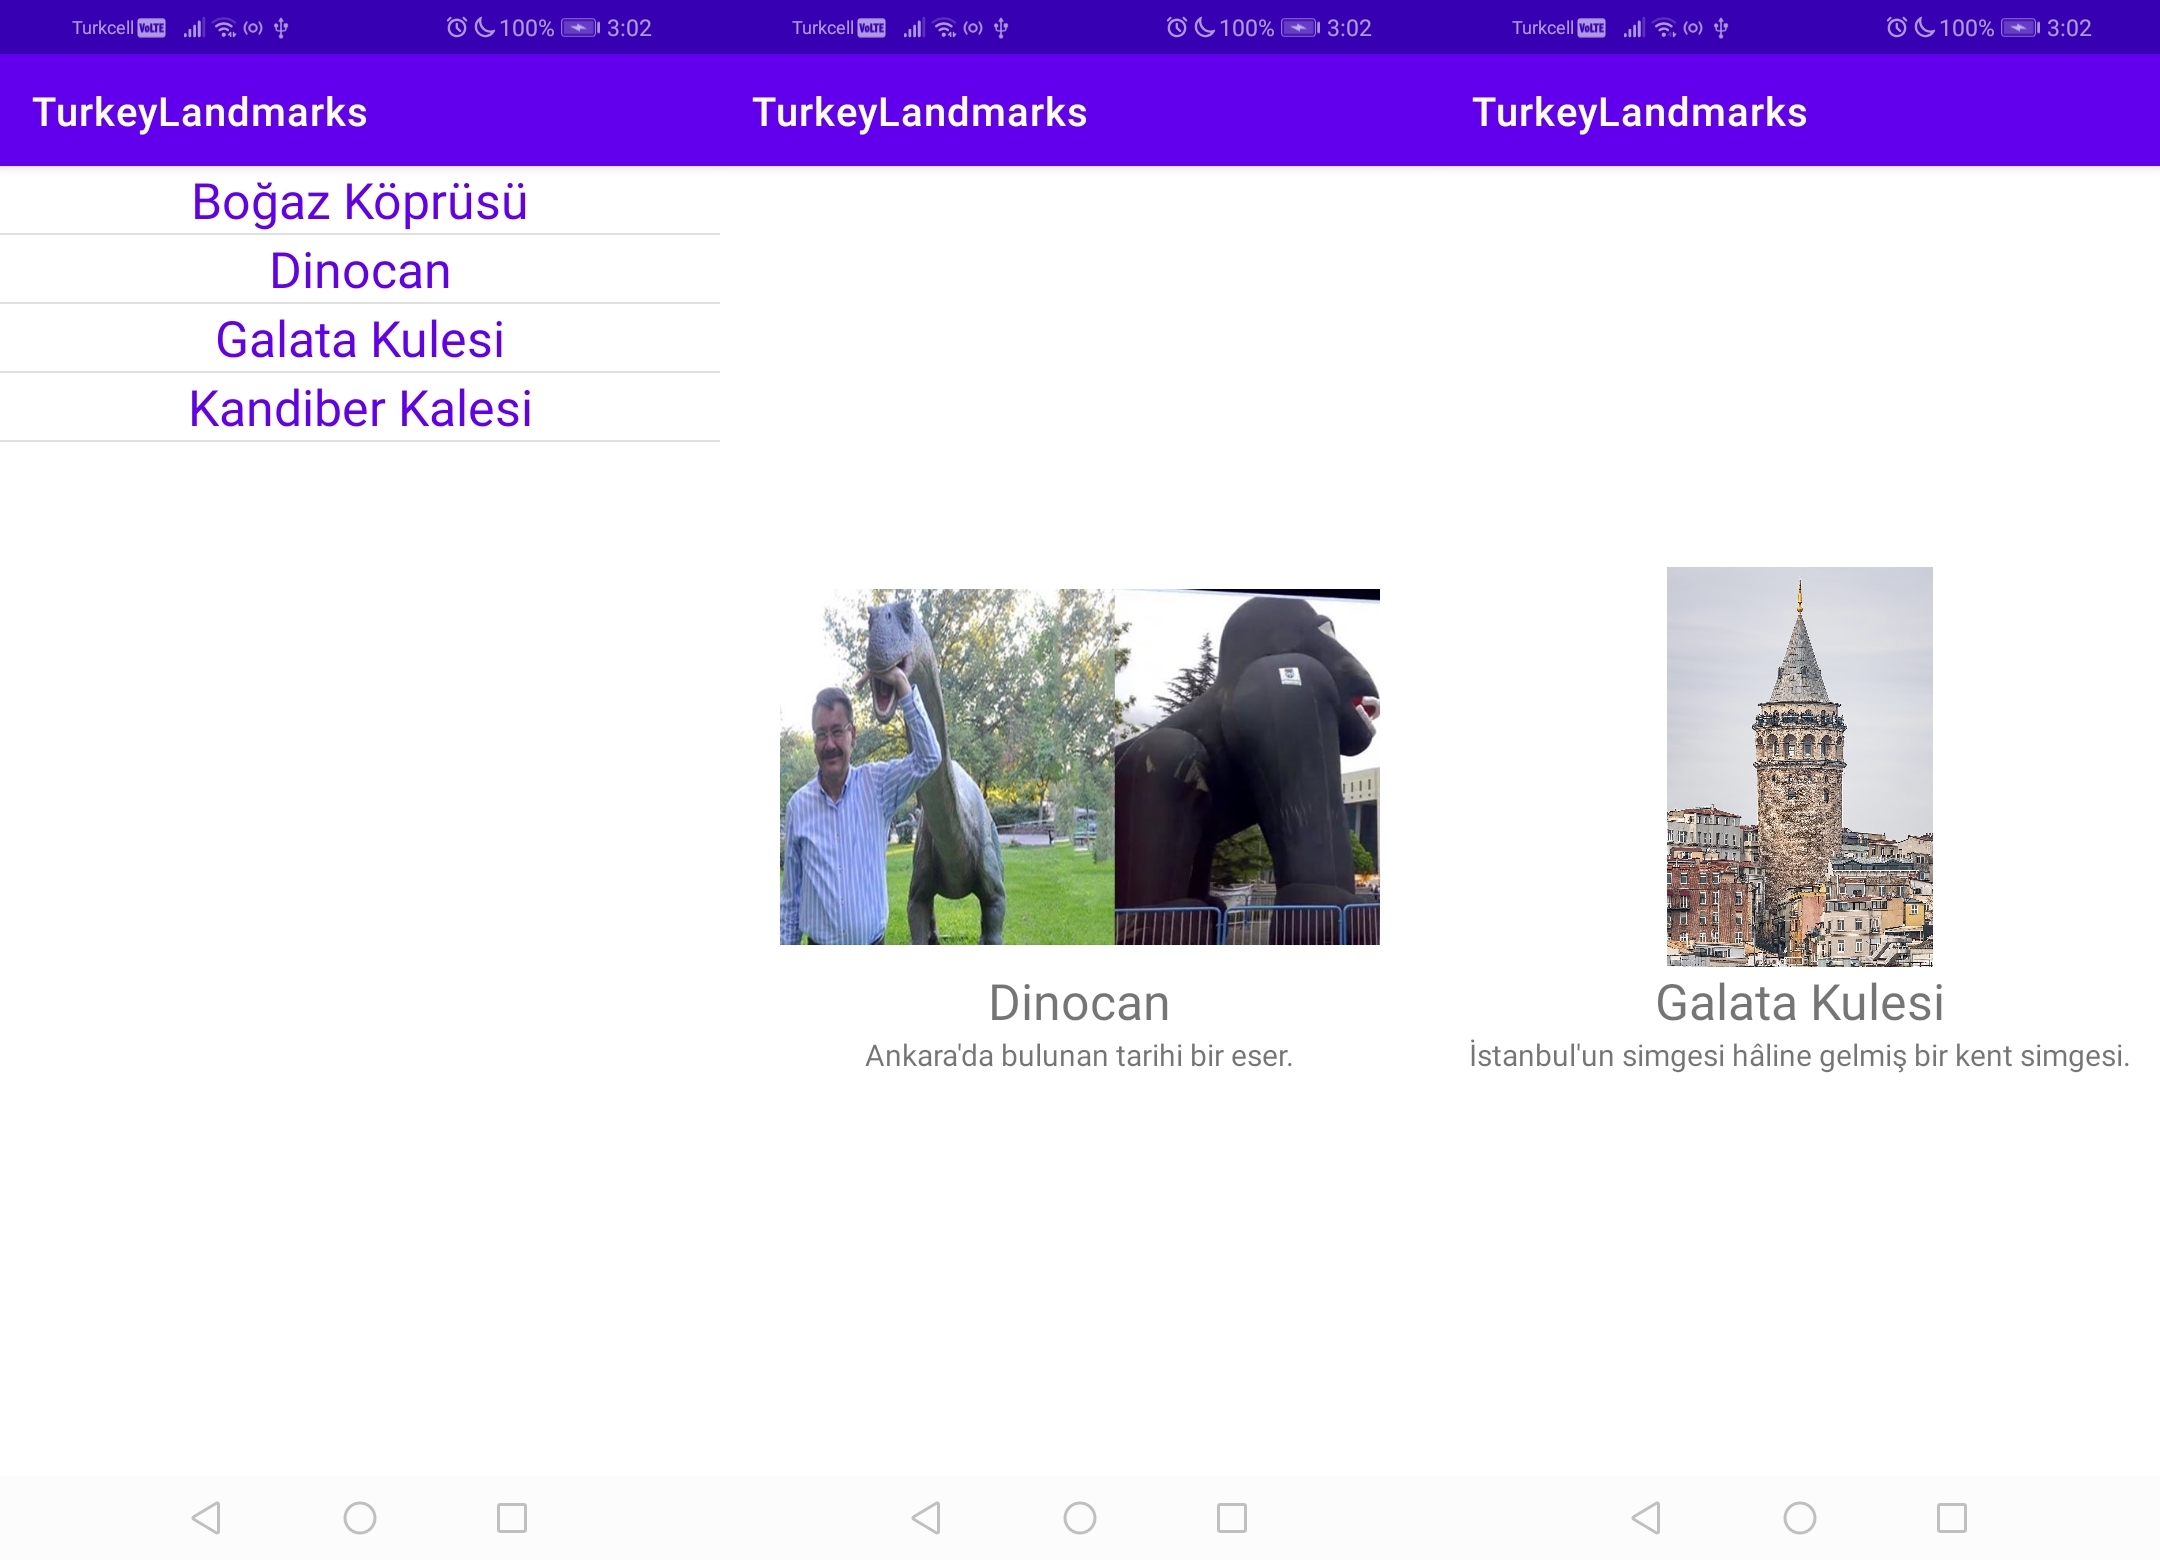 Turkcell VoLTE 100% 3:02
TurkeyLandmarks
Boğaz Köprüsü
Dinocan
Galata Kulesi
Kandiber Kalesi
Turkcell VoLTE 100% 3:02
TurkeyLandmarks
Dinocan
Ankara'da bulunan tarihi bir eser.
Turkcell VoLTE 100% 3:02
TurkeyLandmarks
Galata Kulesi
İstanbul'un simgesi hâline gelmiş bir kent simgesi.